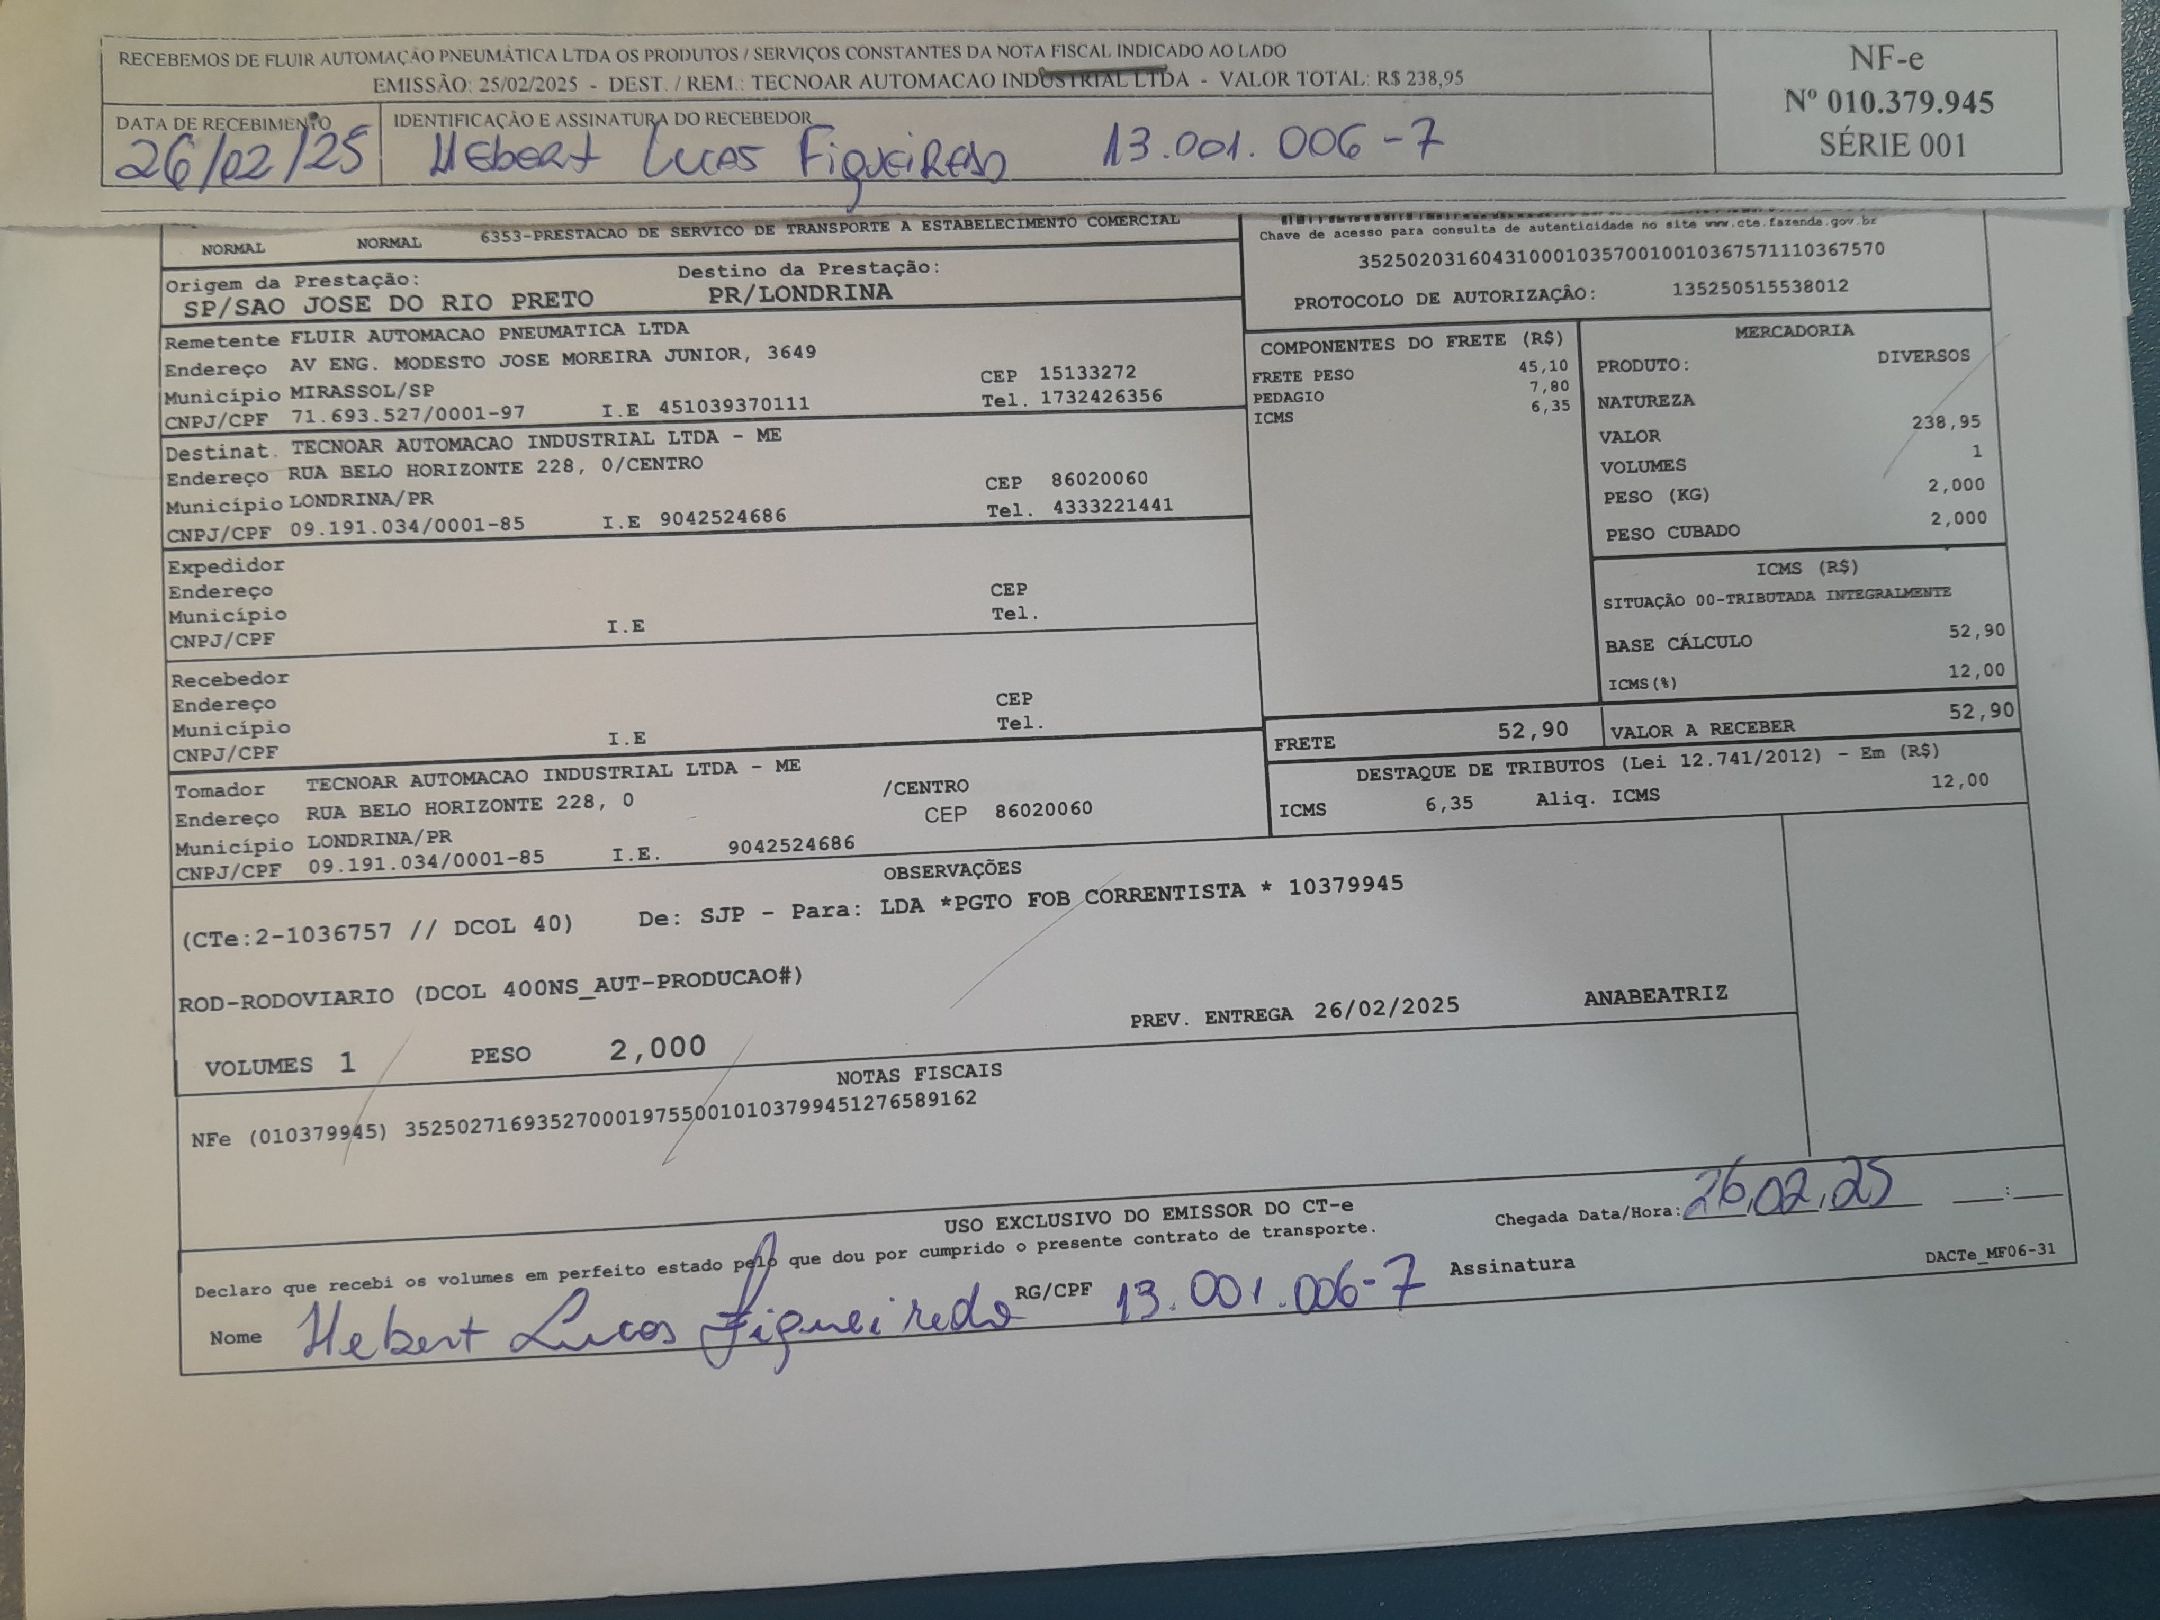 RECEBEMOS DE FLUIR AUTOMAÇÃO PNEUMÁTICA LTDA OS PRODUTOS / SERVIÇOS CONSTANTES DA NOTA FISCAL INDICADO AO LADO
EMISSÃO: 25/02/2025 - DEST. / REM.: TECNOAR AUTOMACAO INDUSTRIAL LTDA - VALOR TOTAL: R$ 238,95
NF-e
Nº 010.379.945
SÉRIE 001
DATA DE RECEBIMENTO
26/02/25
IDENTIFICAÇÃO E ASSINATURA DO RECEBEDOR
Hebert Lucas Figueiredo 13.001.006-7
NORMAL NORMAL 6353-PRESTACAO DE SERVICO DE TRANSPORTE A ESTABELECIMENTO COMERCIAL
Chave de acesso para consulta de autenticidade no site www.cte.fazenda.gov.br
35250203160431000103570010010367571110367570
PROTOCOLO DE AUTORIZAÇÃO: 135250515538012
Origem da Prestação: Destino da Prestação:
SP/SAO JOSE DO RIO PRETO PR/LONDRINA
Remetente FLUIR AUTOMACAO PNEUMATICA LTDA
Endereço AV ENG. MODESTO JOSE MOREIRA JUNIOR, 3649
Município MIRASSOL/SP CEP 15133272
CNPJ/CPF 71.693.527/0001-97 I.E 451039370111 Tel. 1732426356
Destinat. TECNOAR AUTOMACAO INDUSTRIAL LTDA - ME
Endereço RUA BELO HORIZONTE 228, 0/CENTRO
Município LONDRINA/PR CEP 86020060
CNPJ/CPF 09.191.034/0001-85 I.E 9042524686 Tel. 4333221441
Expedidor
Endereço
Município CEP
CNPJ/CPF I.E Tel.
Recebedor
Endereço
Município CEP
CNPJ/CPF I.E Tel.
Tomador TECNOAR AUTOMACAO INDUSTRIAL LTDA - ME
Endereço RUA BELO HORIZONTE 228, 0 /CENTRO
Município LONDRINA/PR CEP 86020060
CNPJ/CPF 09.191.034/0001-85 I.E. 9042524686
COMPONENTES DO FRETE (R$)
FRETE PESO 45,10
PEDAGIO 7,80
ICMS 6,35
MERCADORIA
PRODUTO: DIVERSOS
NATUREZA
VALOR 238,95
VOLUMES 1
PESO (KG) 2,000
PESO CUBADO 2,000
ICMS (R$)
SITUAÇÃO 00-TRIBUTADA INTEGRALMENTE
BASE CÁLCULO 52,90
ICMS(%) 12,00
FRETE 52,90 VALOR A RECEBER 52,90
DESTAQUE DE TRIBUTOS (Lei 12.741/2012) - Em (R$)
ICMS 6,35 Aliq. ICMS 12,00
OBSERVAÇÕES
(CTe:2-1036757 // DCOL 40) De: SJP - Para: LDA *PGTO FOB CORRENTISTA * 10379945
ROD-RODOVIARIO (DCOL 400NS_AUT-PRODUCAO#)
PREV. ENTREGA 26/02/2025 ANABEATRIZ
VOLUMES 1 PESO 2,000
NOTAS FISCAIS
NFe (010379945) 35250271693527000197550010103799451276589162
USO EXCLUSIVO DO EMISSOR DO CT-e
Declaro que recebi os volumes em perfeito estado pelo que dou por cumprido o presente contrato de transporte.
Chegada Data/Hora: 26,02,25 __:__
Nome Hebert Lucas Figueiredo RG/CPF 13.001.006-7 Assinatura
DACTe_MF06-31